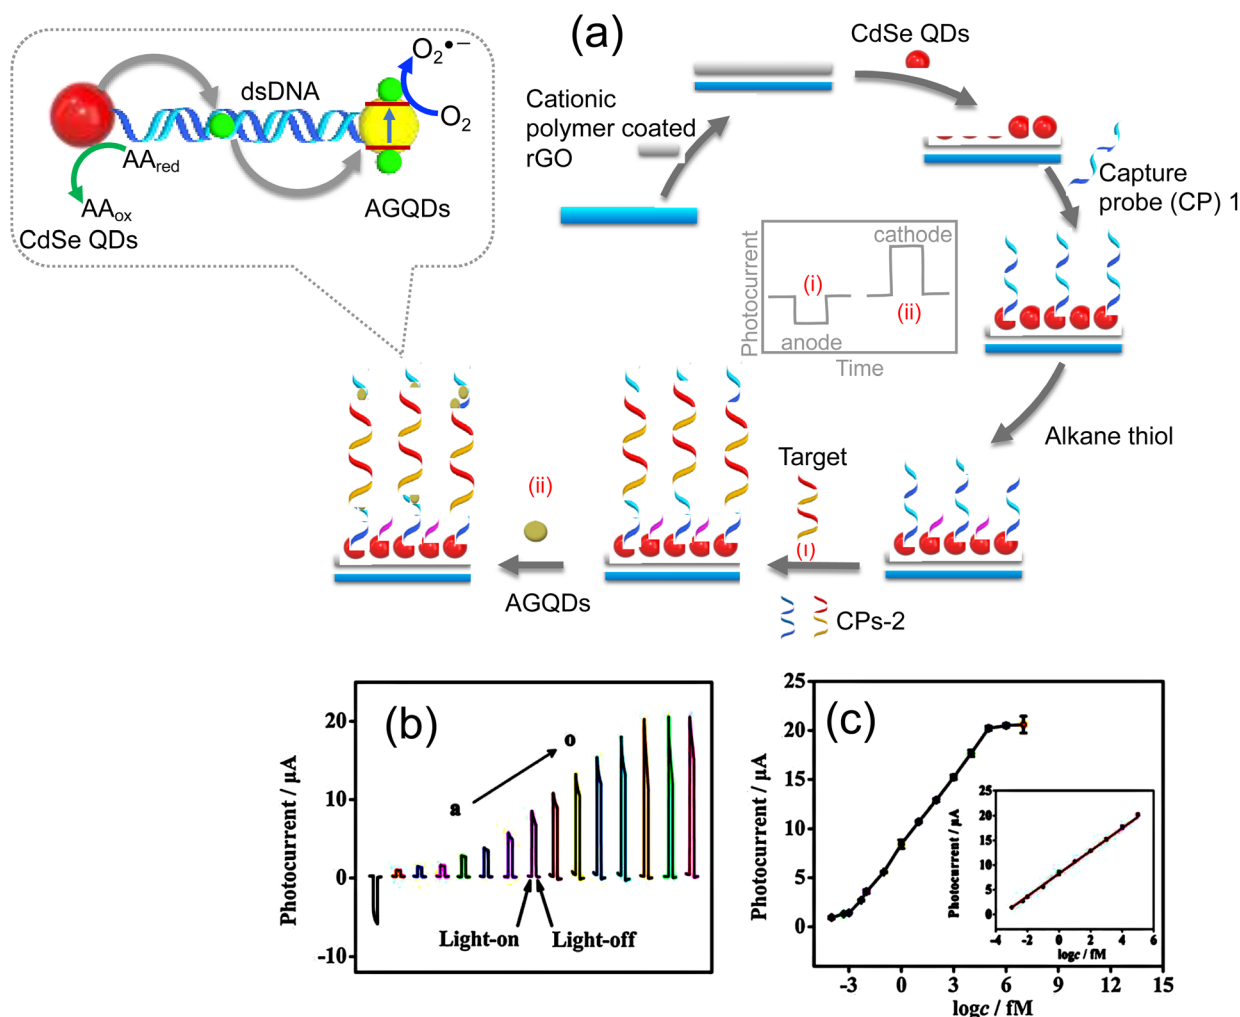 (a)
CdSe QDs
O₂•−
dsDNA
O₂
Cationic
polymer coated
rGO
AAred
AAox
CdSe QDs
AGQDs
Capture
probe (CP) 1
Photocurrent
cathode
(i)
(ii)
anode
Time
Alkane thiol
Target
(ii)
(i)
AGQDs
CPs-2
(b)
Photocurrent / µA
20
10
0
-10
a
o
Light-on
Light-off
(c)
Photocurrent / µA
25
20
15
10
5
0
-3
0
3
6
9
12
15
logc / fM
Photocurrent / µA
25
20
15
10
5
0
-4
-2
0
2
4
6
logc / fM